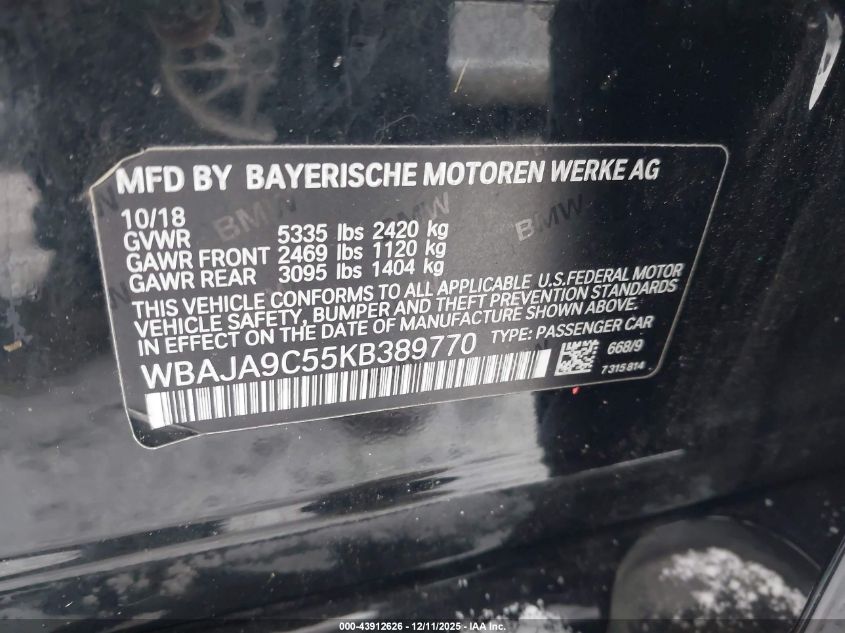 MFD BY BAYERISCHE MOTOREN WERKE AG
10/18
GVWR 5335 lbs 2420 kg
GAWR FRONT 2469 lbs 1120 kg
GAWR REAR 3095 lbs 1404 kg
THIS VEHICLE CONFORMS TO ALL APPLICABLE U.S.FEDERAL MOTOR
VEHICLE SAFETY, BUMPER AND THEFT PREVENTION STANDARDS
IN EFFECT ON THE DATE OF MANUFACTURE SHOWN ABOVE.
WBAJA9C55KB389770 TYPE: PASSENGER CAR
668/9
7315814
BMW
BMW
BMW
000-43912626 - 12/11/2025 - IAA Inc.